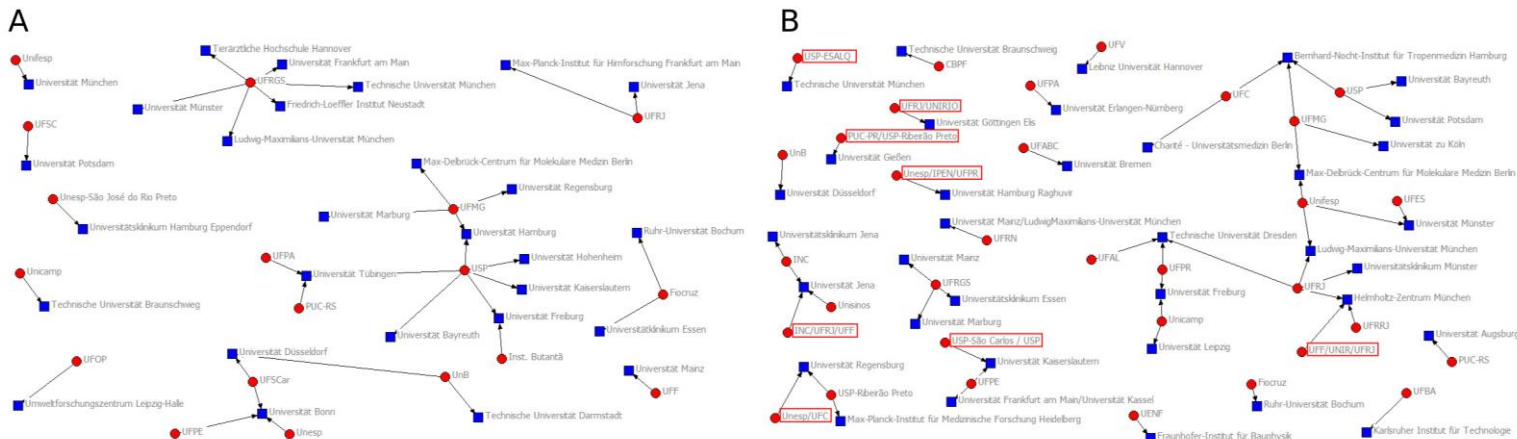 A
Tierärztliche Hochschule Hannover
Unifesp
Universität Frankfurt am Main
Max-Planck-Institut für Hirnforschung Frankfurt am Main
UFRGS
Universität München
Technische Universität München
Universität Jena
Universität Münster
Friedrich-Loeffler Institut Neustadt
UFRJ
UFSC
Ludwig-Maximilians-Universität München
Universität Potsdam
Max-Delbrück-Centrum für Molekulare Medizin Berlin
Universität Regensburg
Unesp-São José do Rio Preto
UFMG
Universität Marburg
Universitätsklinikum Hamburg Eppendorf
Universität Hamburg
Ruhr-Universität Bochum
UFPA
Universität Hohenheim
Unicamp
Universität Tübingen
USP
Universität Kaiserslautern
Fiocruz
Technische Universität Braunschweig
PUC-RS
Universität Freiburg
Universität Bayreuth
Universitätklinikum Essen
Universität Düsseldorf
Inst. Butantã
UFOP
UFSCar
UnB
Universität Mainz
UFF
Umweltforschungszentrum Leipzig-Halle
Universität Bonn
Technische Universität Darmstadt
UFPE
Unesp
B
USP-ESALQ
Technische Universität Braunschweig
CBPF
UFV
Leibniz Universität Hannover
Bernhard-Nocht-Institut für Tropenmedizin Hamburg
Technische Universität München
UFPA
UFC
USP
Universität Bayreuth
UFRJ/UNIRIO
Universität Erlangen-Nürnberg
Universität Göttingen Elis
UFMG
Universität Potsdam
PUC-PR/USP-Ribeirão Preto
Universität Gießen
UFABC
Charité - Universitätsmedizin Berlin
Universität zu Köln
UnB
Universität Bremen
Unesp/IPEN/UFPR
Max-Delbrück-Centrum für Molekulare Medizin Berlin
Universität Düsseldorf
Universität Hamburg Raghuvir
Unifesp
UFES
Universität Mainz/LudwigMaximilians-Universität München
Universität Münster
Universitätsklinikum Jena
UFRN
Technische Universität Dresden
Ludwig-Maximilians-Universität München
INC
Universität Mainz
UFAL
UFPR
Universitätsklinikum Münster
Universität Jena
UFRGS
UFRJ
Unsinos
Universitätsklinikum Essen
Universität Freiburg
Helmholtz-Zentrum München
INC/UFRJ/UFF
Universität Marburg
Unicamp
UFRRJ
Universität Augsburg
USP-São Carlos / USP
Universität Leipzig
UFF/UNIR/UFRJ
Universität Regensburg
Universität Kaiserslautern
PUC-RS
UFPE
Fiocruz
USP-Ribeirão Preto
Universität Frankfurt am Main/Universität Kassel
Ruhr-Universität Bochum
UFBA
Unesp/UFC
Max-Planck-Institut für Medizinische Forschung Heidelberg
UENF
Fraunhofer-Institut für Bauphysik
Karlsruher Institut für Technologie